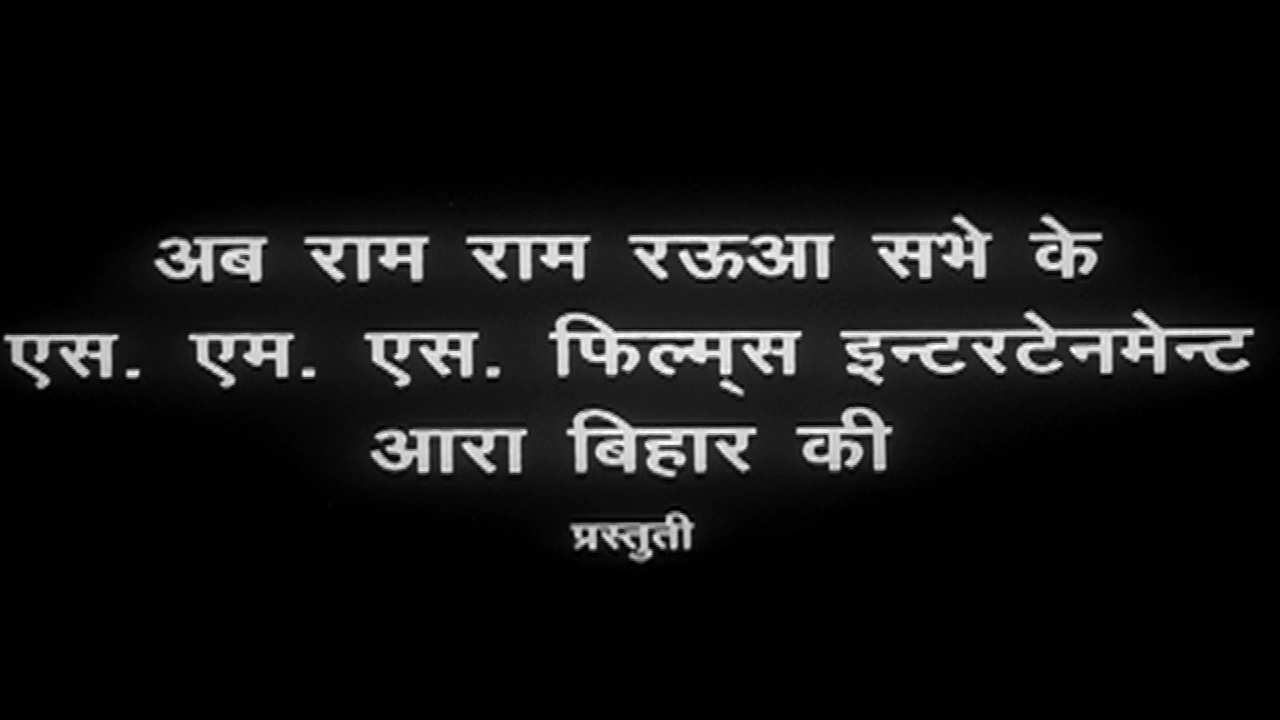 अब राम राम रऊआ सभे के
एस. एम. एस. फिल्म्स इन्टरटेनमेन्ट
आरा बिहार की
प्रस्तुती